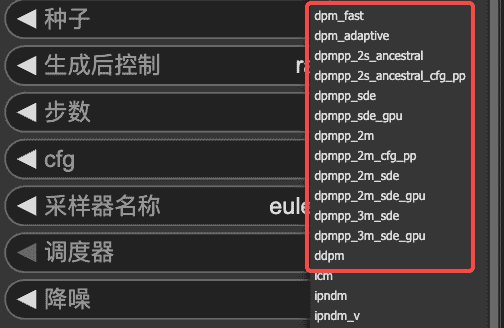 种子
生成后控制
步数
cfg
采样器名称
eule
调度器
降噪
dpm_fast
dpm_adaptive
dpmpp_2s_ancestral
dpmpp_2s_ancestral_cfg_pp
dpmpp_sde
dpmpp_sde_gpu
dpmpp_2m
dpmpp_2m_cfg_pp
dpmpp_2m_sde
dpmpp_2m_sde_gpu
dpmpp_3m_sde
dpmpp_3m_sde_gpu
ddpm
lcm
ipndm
ipndm_v